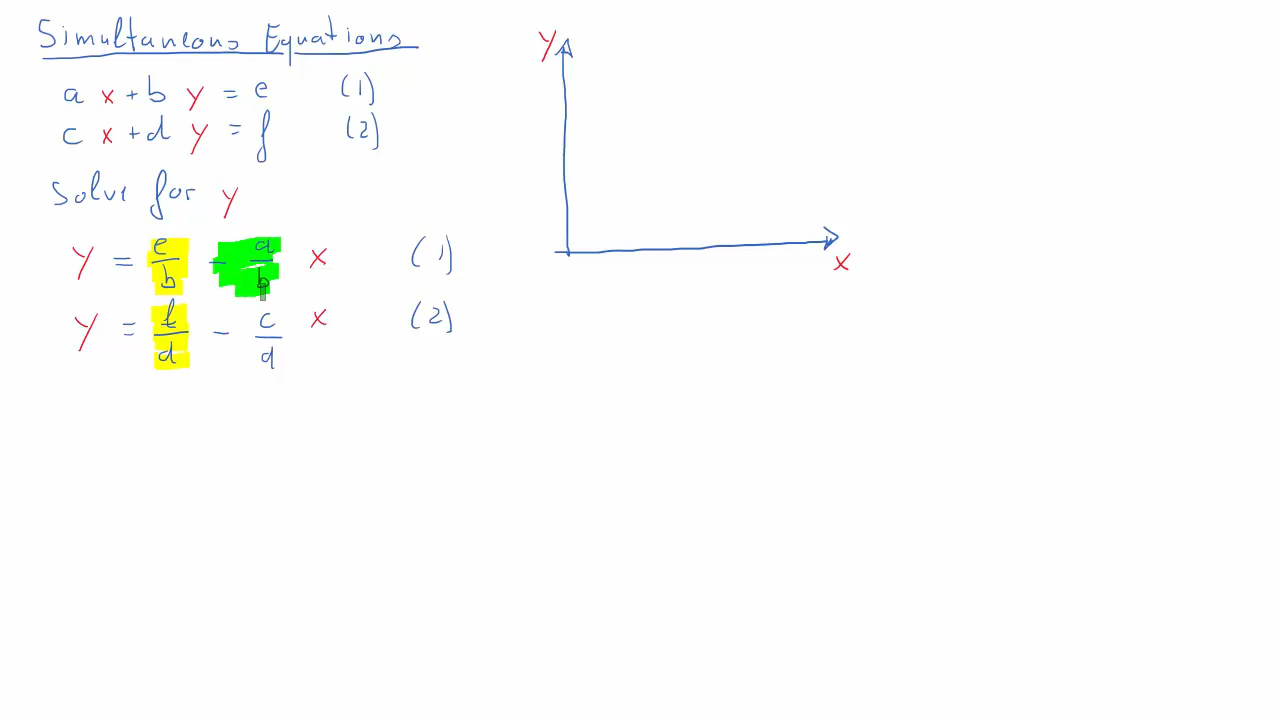 Simultaneous Equations
a x + b y = e (1)
c x + d y = f (2)
Solve for y
y = e/b - a/b x (1)
y = f/d - c/d x (2)
y
x